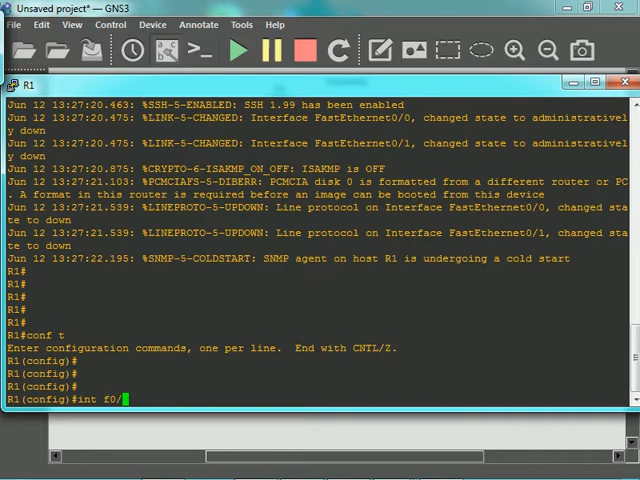 Unsaved project* — GNS3
File Edit View Control Device Annotate Tools Help
R1
Jun 12 13:27:20.463: %SSH-5-ENABLED: SSH 1.99 has been enabled
Jun 12 13:27:20.475: %LINK-5-CHANGED: Interface FastEthernet0/0, changed state to administrativel
y down
Jun 12 13:27:20.475: %LINK-5-CHANGED: Interface FastEthernet0/1, changed state to administrativel
y down
Jun 12 13:27:20.875: %CRYPTO-6-ISAKMP_ON_OFF: ISAKMP is OFF
Jun 12 13:27:21.103: %PCMCIAFS-5-DIBERR: PCMCIA disk 0 is formatted from a different router or PC
. A format in this router is required before an image can be booted from this device
Jun 12 13:27:21.539: %LINEPROTO-5-UPDOWN: Line protocol on Interface FastEthernet0/0, changed sta
te to down
Jun 12 13:27:21.539: %LINEPROTO-5-UPDOWN: Line protocol on Interface FastEthernet0/1, changed sta
te to down
Jun 12 13:27:22.195: %SNMP-5-COLDSTART: SNMP agent on host R1 is undergoing a cold start
R1#
R1#
R1#
R1#
R1#
R1#conf t
Enter configuration commands, one per line.  End with CNTL/Z.
R1(config)#
R1(config)#
R1(config)#
R1(config)#int f0/